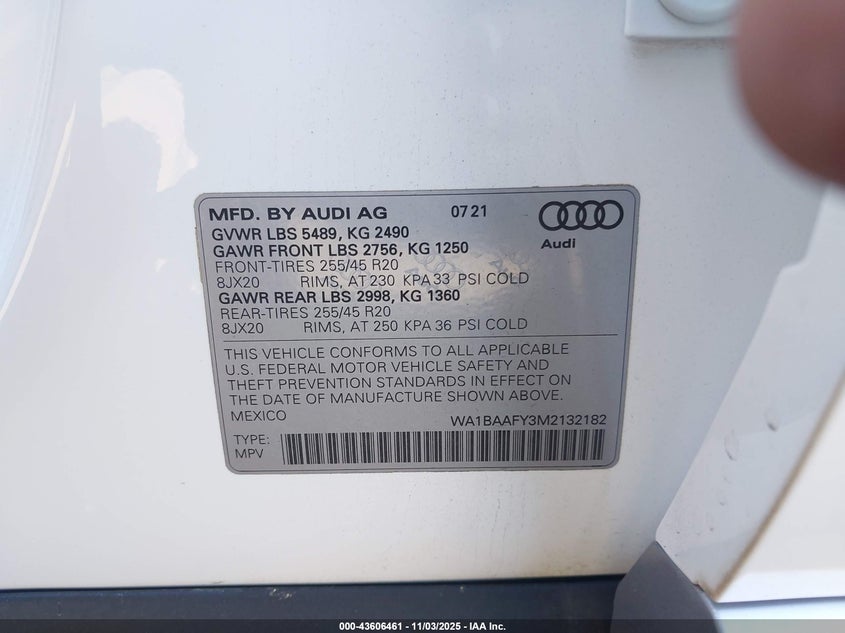 MFD. BY AUDI AG 07 21
Audi
GVWR LBS 5489, KG 2490
GAWR FRONT LBS 2756, KG 1250
FRONT-TIRES 255/45 R20
8JX20 RIMS, AT 230 KPA 33 PSI COLD
GAWR REAR LBS 2998, KG 1360
REAR-TIRES 255/45 R20
8JX20 RIMS, AT 250 KPA 36 PSI COLD
THIS VEHICLE CONFORMS TO ALL APPLICABLE
U.S. FEDERAL MOTOR VEHICLE SAFETY AND
THEFT PREVENTION STANDARDS IN EFFECT ON
THE DATE OF MANUFACTURE SHOWN ABOVE.
MEXICO WA1BAAFY3M2132182
TYPE:
MPV
000-43606461 - 11/03/2025 - IAA Inc.